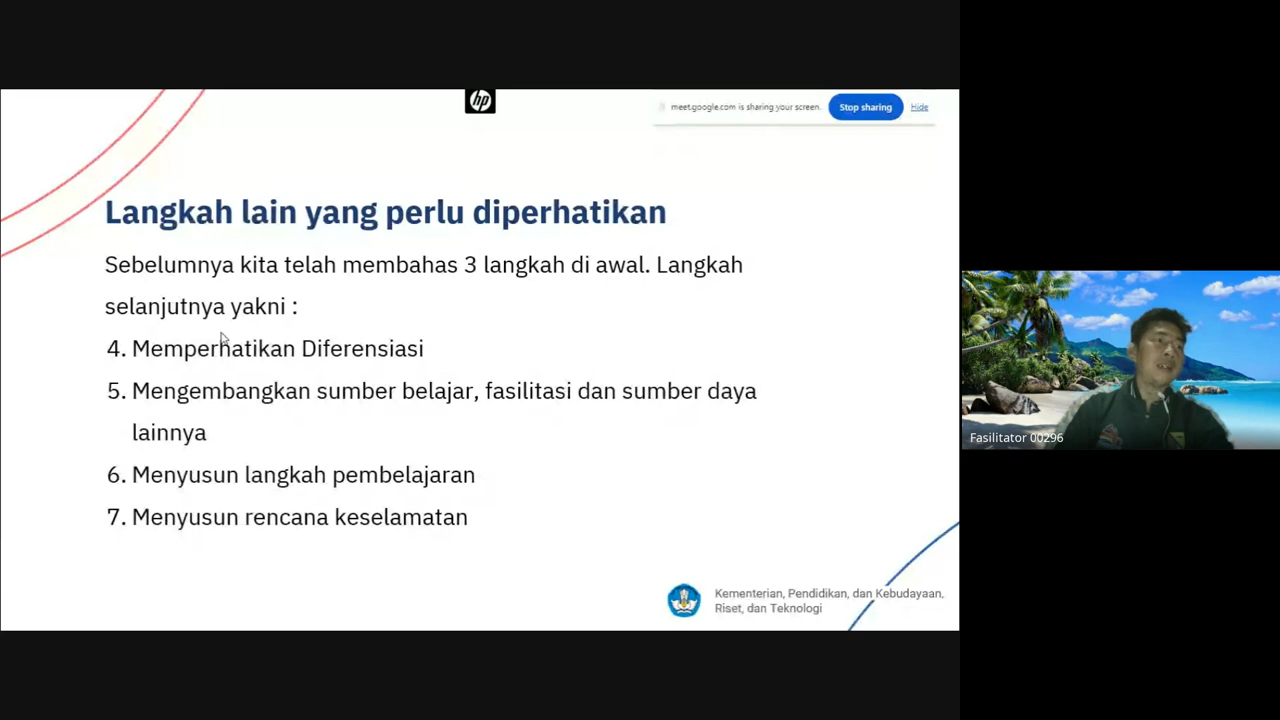 hp
meet.google.com is sharing your screen.
Stop sharing
Hide
Langkah lain yang perlu diperhatikan
Sebelumnya kita telah membahas 3 langkah di awal. Langkah
selanjutnya yakni :
4. Memperhatikan Diferensiasi
5. Mengembangkan sumber belajar, fasilitasi dan sumber daya
lainnya
6. Menyusun langkah pembelajaran
7. Menyusun rencana keselamatan
Kementerian, Pendidikan, dan Kebudayaan,
Riset, dan Teknologi
Fasilitator 00296